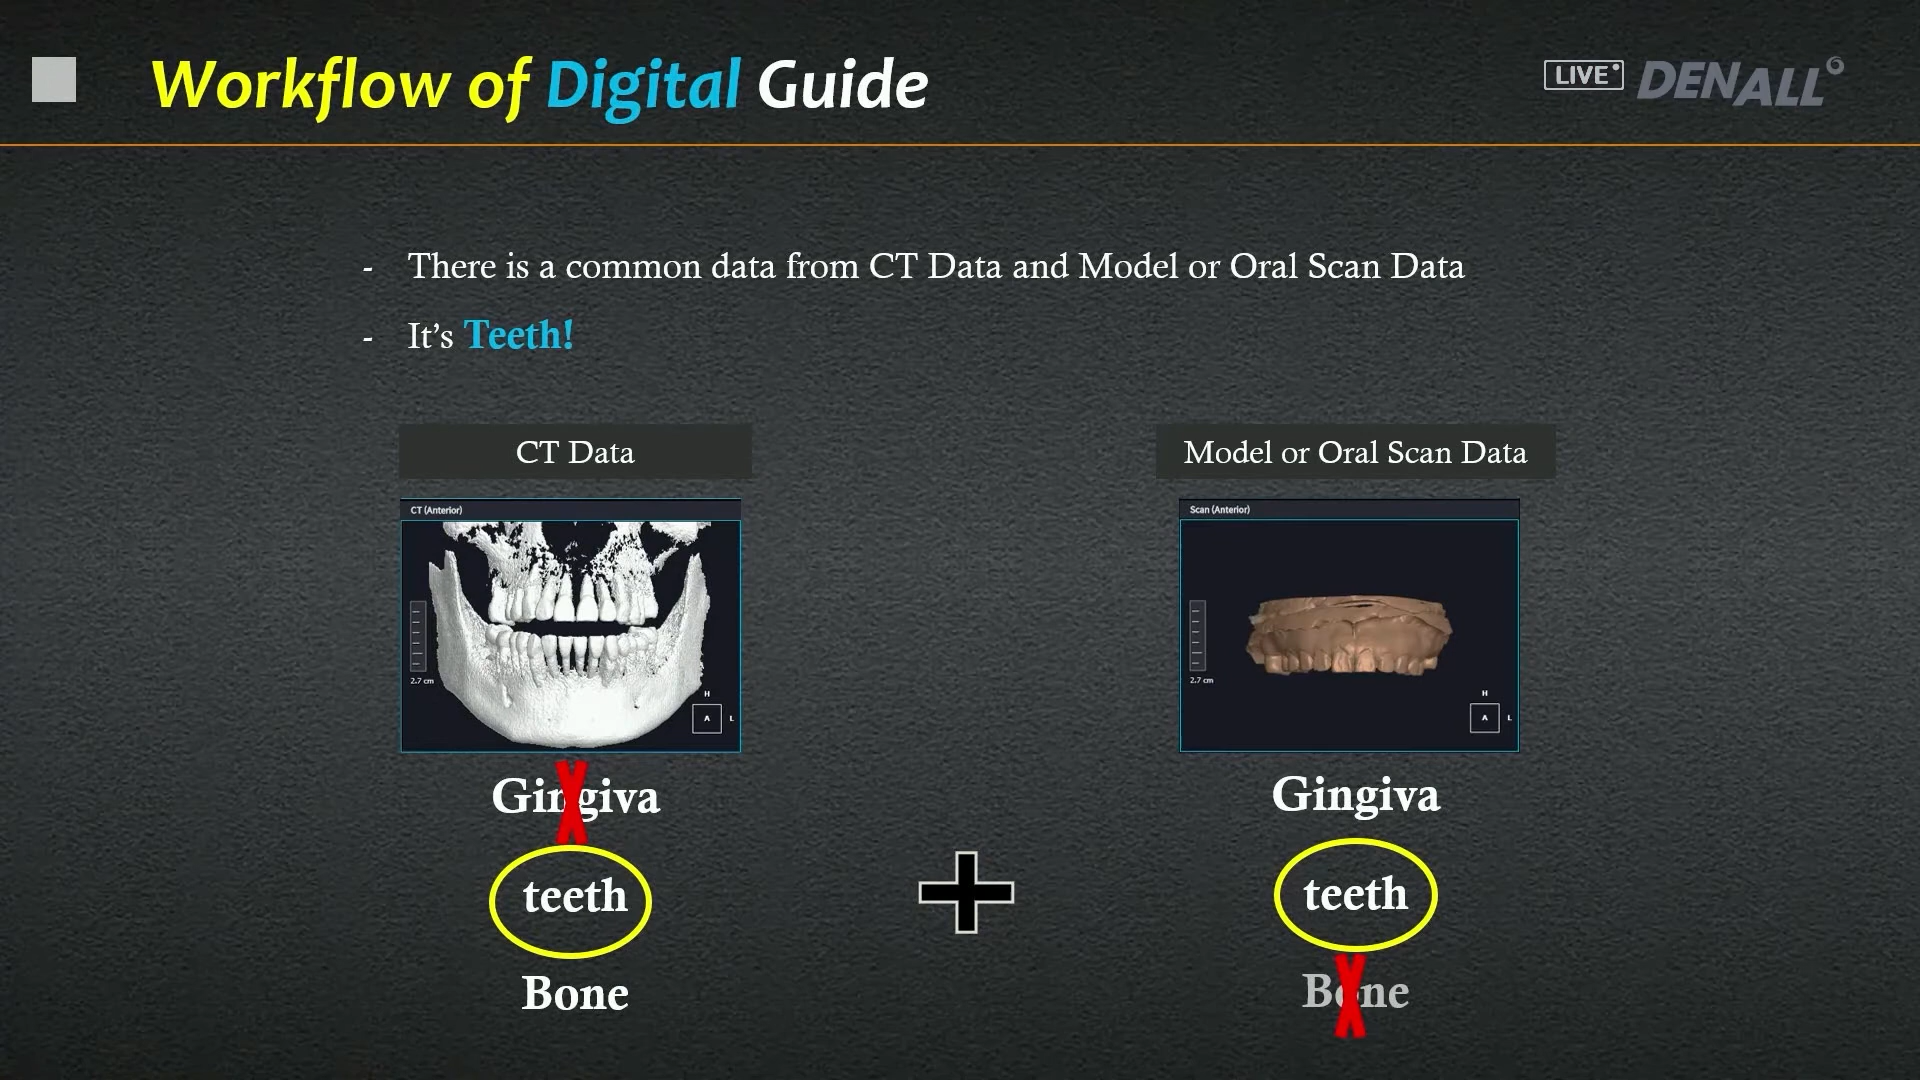 Workflow of Digital Guide
LIVE DENALL
- There is a common data from CT Data and Model or Oral Scan Data
- It’s Teeth!
CT Data
Model or Oral Scan Data
CT (Anterior)
Scan (Anterior)
2.7 cm
H
A L
2.7 cm
H
A L
Gingiva
teeth
Bone
Gingiva
teeth
Bone